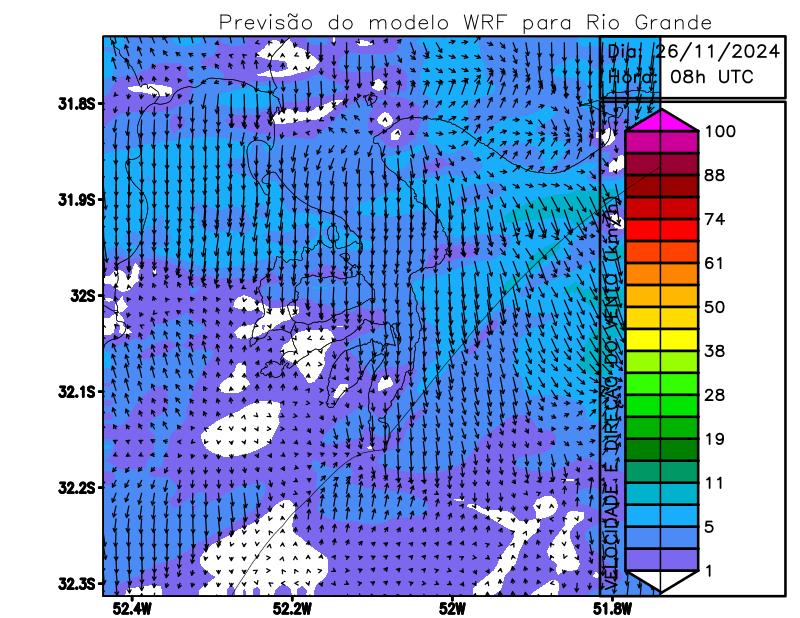 Previsão do modelo WRF para Rio Grande
Dia: 26/11/2024
Hora: 08h UTC
31.8S
31.9S
32S
32.1S
32.2S
32.3S
52.4W
52.2W
52W
51.8W
VELOCIDADE E DIREÇÃO DO VENTO (km/h)
100
88
74
61
50
38
28
19
11
5
1